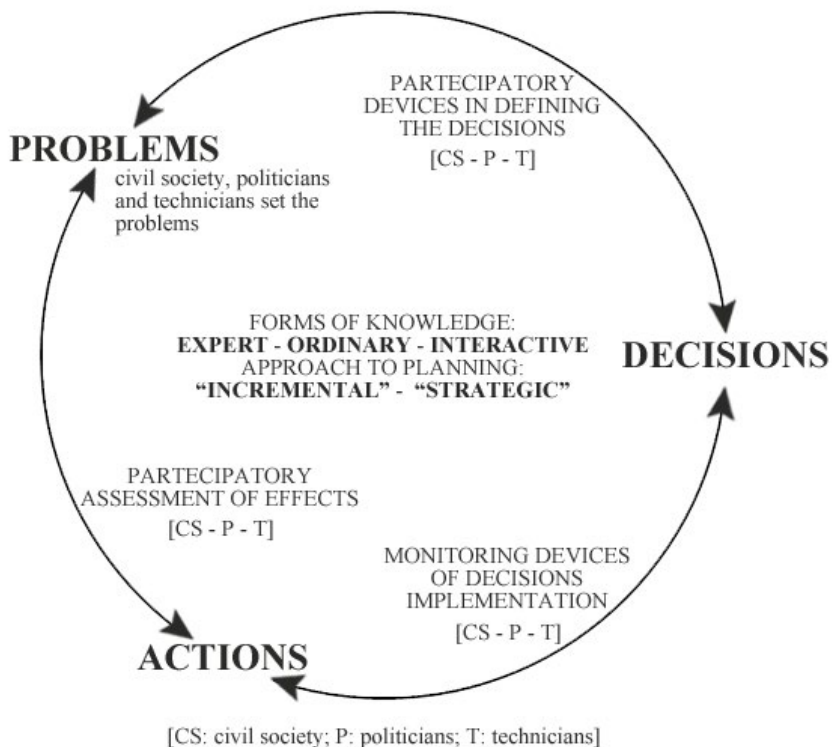 PARTECIPATORY
DEVICES IN DEFINING
THE DECISIONS
[CS - P - T]
PROBLEMS
civil society, politicians
and technicians set the
problems
FORMS OF KNOWLEDGE:
EXPERT - ORDINARY - INTERACTIVE
APPROACH TO PLANNING:
“INCREMENTAL” - “STRATEGIC”
DECISIONS
PARTECIPATORY
ASSESSMENT OF EFFECTS
[CS - P - T]
MONITORING DEVICES
OF DECISIONS
IMPLEMENTATION
[CS - P - T]
ACTIONS
[CS: civil society; P: politicians; T: technicians]